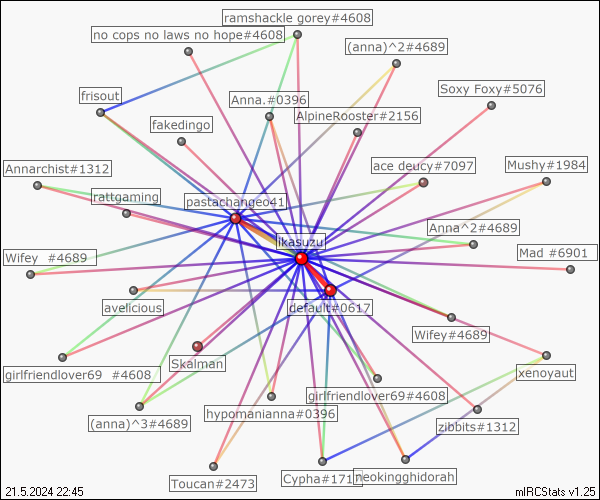 ramshackle gorey#4608
no cops no laws no hope#4608
(anna)^2#4689
Soxy Foxy#5076
frisout
Anna.#0396
AlpineRooster#2156
fakedingo
Annarchist#1312
ace deucy#7097
Mushy#1984
rattgaming
pastachangeo41
Anna^2#4689
ikasuzu
Wifey  #4689
Mad #6901
avelicious
default#0617
Wifey#4689
Skalman
girlfriendlover69  #4608
xenoyaut
girlfriendlover69#4608
hypomanianna#0396
(anna)^3#4689
zibbits#1312
Toucan#2473
Cypha#171
neokingghidorah
21.5.2024 22:45
mIRCStats v1.25